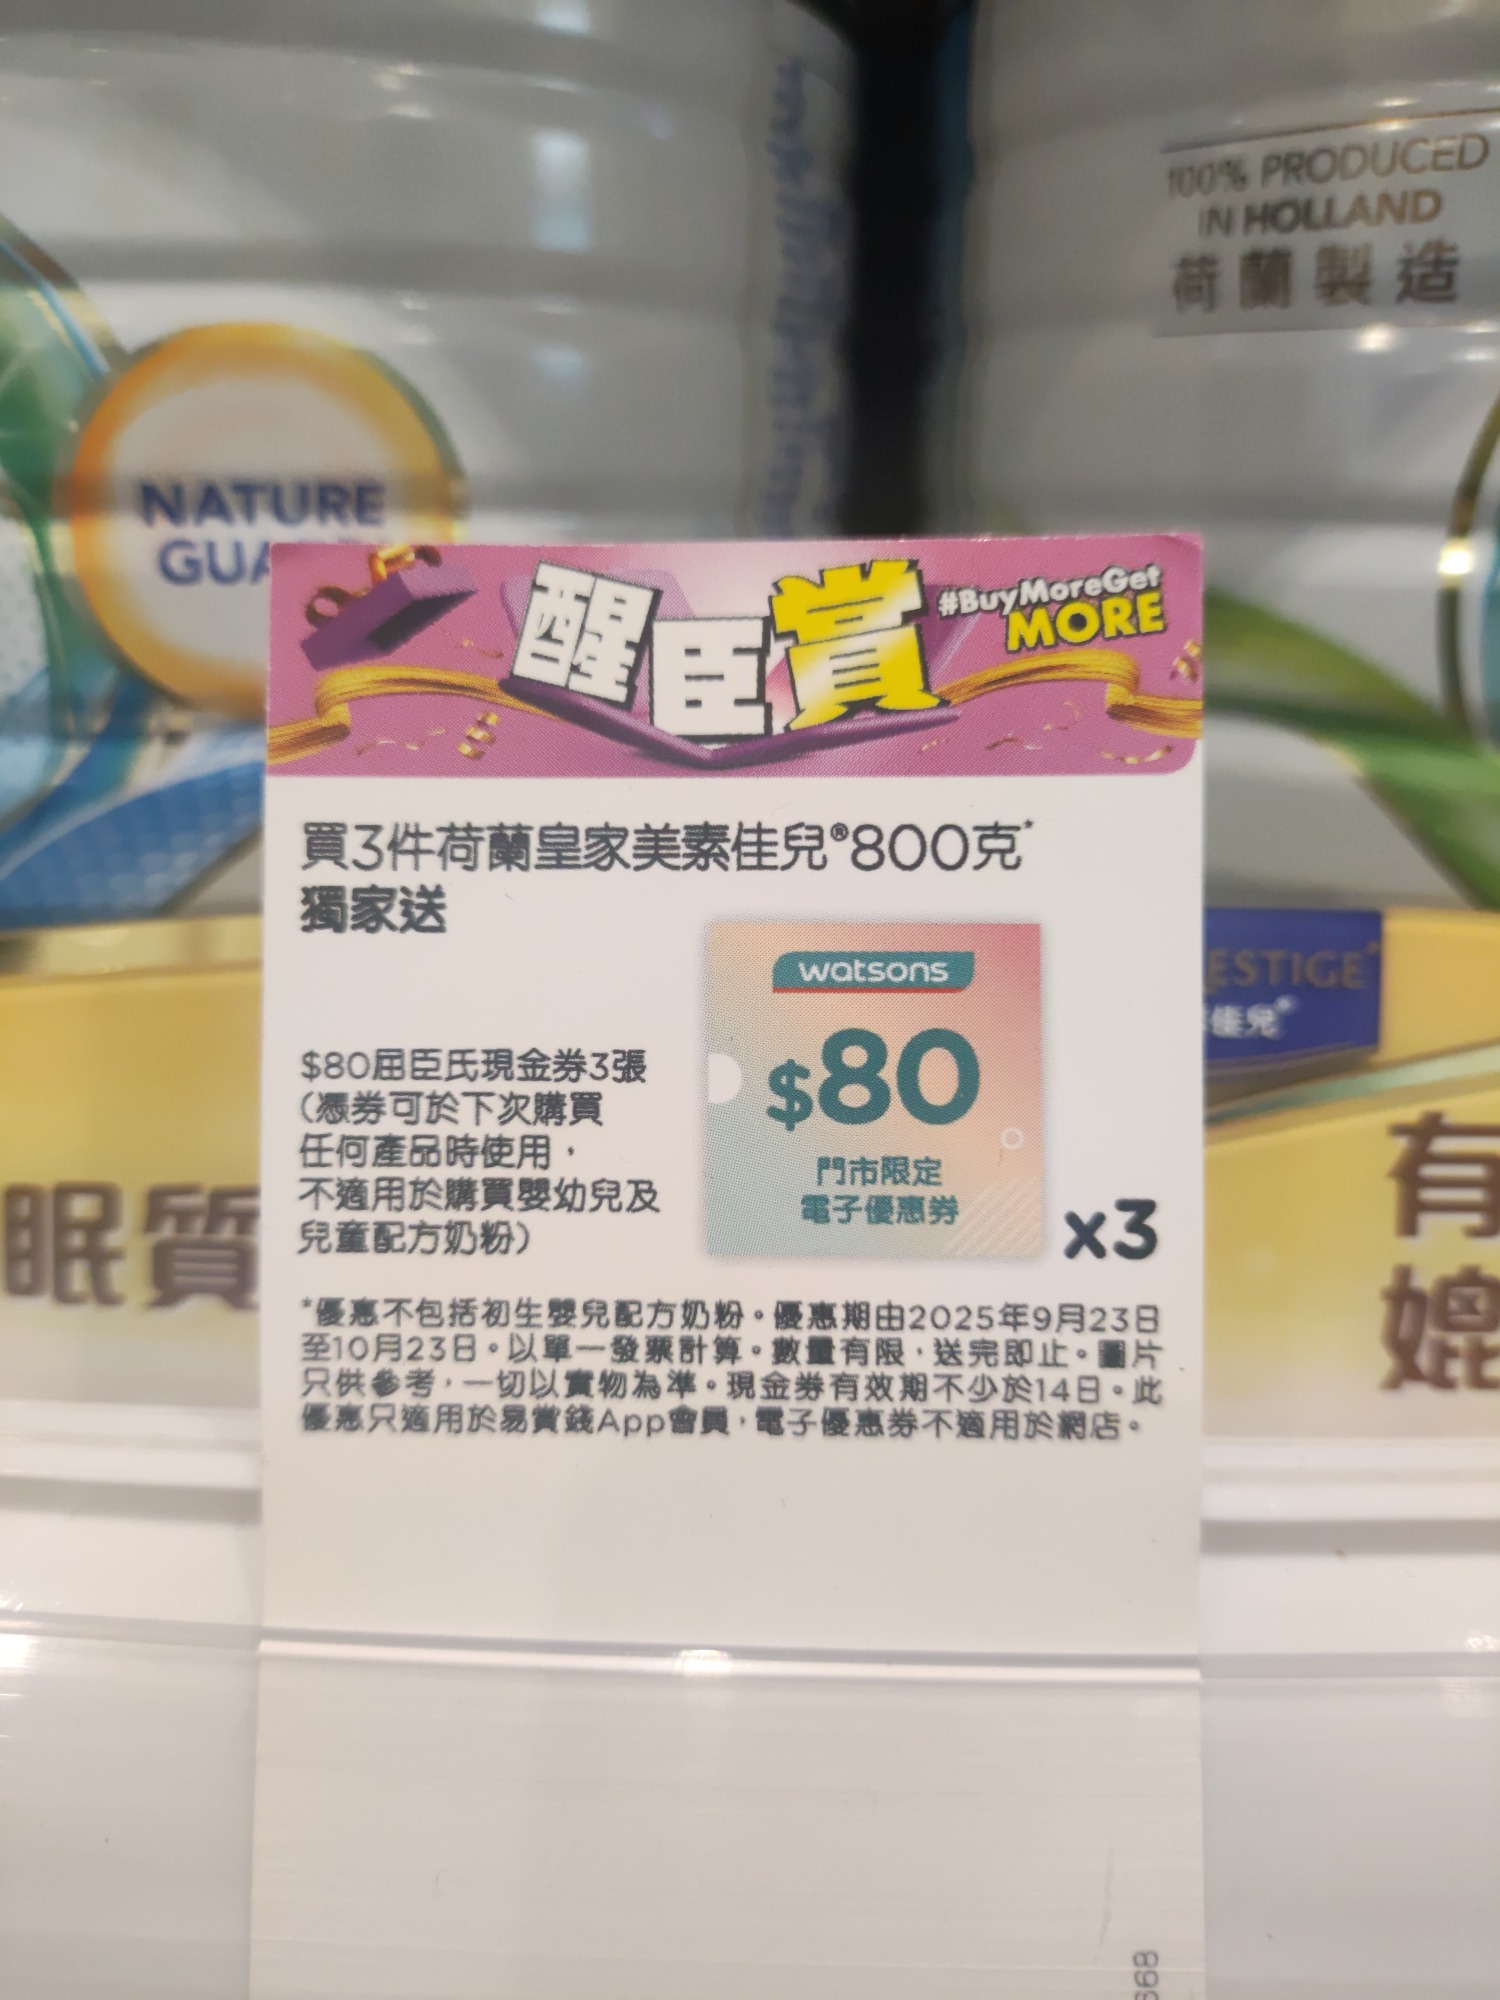 100% PRODUCED
IN HOLLAND
荷蘭製造
NATURE
醒臣賞
#BuyMoreGet
MORE
買3件荷蘭皇家美素佳兒®800克*
獨家送
watsons
$80
門市限定
電子優惠券
x3
$80屈臣氏現金券3張
(憑券可於下次購買
任何產品時使用，
不適用於購買嬰幼兒及
兒童配方奶粉)
*優惠不包括初生嬰兒配方奶粉。優惠期由2025年9月23日
至10月23日。以單一發票計算。數量有限，送完即止。圖片
只供參考，一切以實物為準。現金券有效期不少於14日。此
優惠只適用於易賞錢App會員，電子優惠券不適用於網店。
ESTIGE
佳兒
眠質
有
媲
668